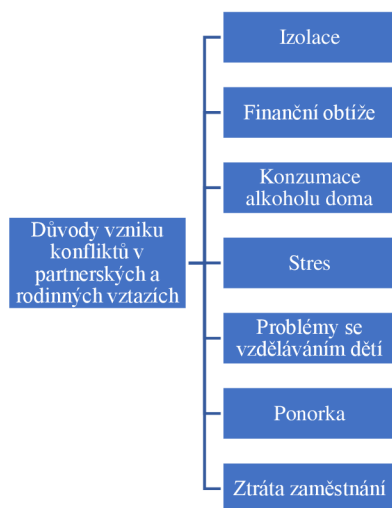 Důvody vzniku
konfliktů v
partnerských a
rodinných vztazích
Izolace
Finanční obtíže
Konzumace
alkoholu doma
Stres
Problémy se
vzděláváním dětí
Ponorka
Ztráta zaměstnání